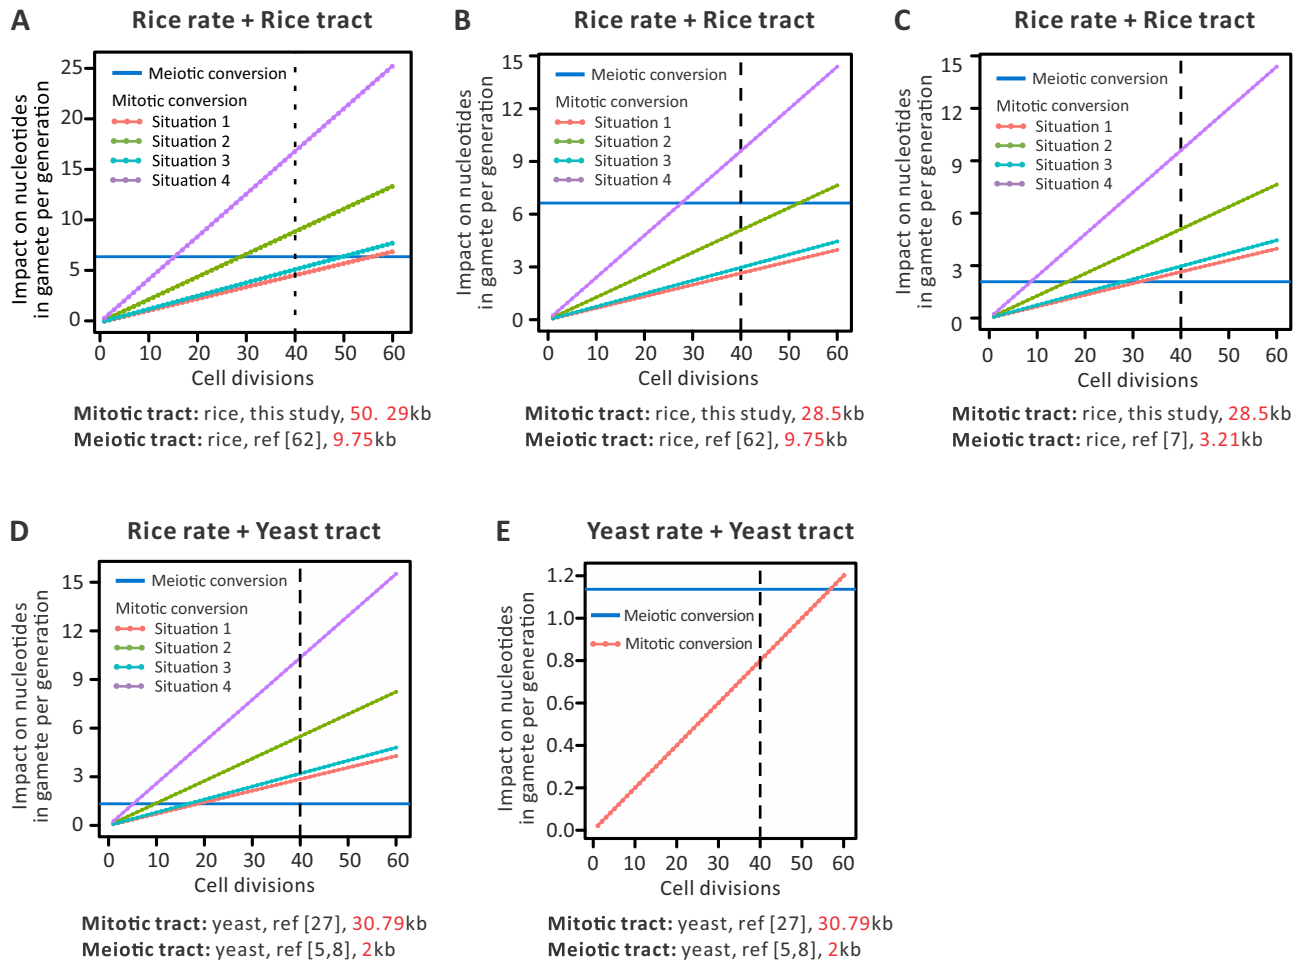 A Rice rate + Rice tract
Impact on nucleotides
in gamete per generation
25
20
15
10
5
0
Meiotic conversion
Mitotic conversion
Situation 1
Situation 2
Situation 3
Situation 4
0 10 20 30 40 50 60
Cell divisions
Mitotic tract: rice, this study, 50. 29kb
Meiotic tract: rice, ref [62], 9.75kb
B Rice rate + Rice tract
Impact on nucleotides
in gamete per generation
15
12
9
6
3
0
Meiotic conversion
Mitotic conversion
Situation 1
Situation 2
Situation 3
Situation 4
0 10 20 30 40 50 60
Cell divisions
Mitotic tract: rice, this study, 28.5kb
Meiotic tract: rice, ref [62], 9.75kb
C Rice rate + Rice tract
Impact on nucleotides
in gamete per generation
15
12
9
6
3
0
Meiotic conversion
Mitotic conversion
Situation 1
Situation 2
Situation 3
Situation 4
0 10 20 30 40 50 60
Cell divisions
Mitotic tract: rice, this study, 28.5kb
Meiotic tract: rice, ref [7], 3.21kb
D Rice rate + Yeast tract
Impact on nucleotides
in gamete per generation
15
12
9
6
3
0
Meiotic conversion
Mitotic conversion
Situation 1
Situation 2
Situation 3
Situation 4
0 10 20 30 40 50 60
Cell divisions
Mitotic tract: yeast, ref [27], 30.79kb
Meiotic tract: yeast, ref [5,8], 2kb
E Yeast rate + Yeast tract
Impact on nucleotides
in gamete per generation
1.2
1.0
0.8
0.6
0.4
0.2
0.0
Meiotic conversion
Mitotic conversion
0 10 20 30 40 50 60
Cell divisions
Mitotic tract: yeast, ref [27], 30.79kb
Meiotic tract: yeast, ref [5,8], 2kb